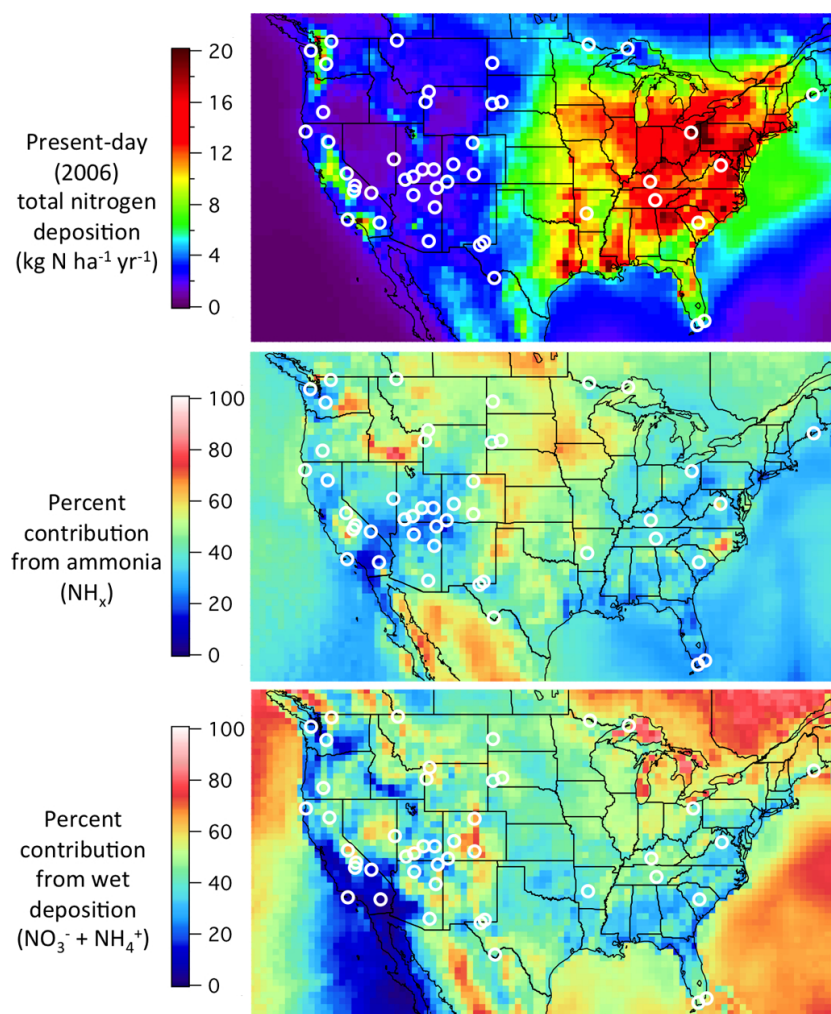 Present-day
(2006)
total nitrogen
deposition
(kg N ha⁻¹ yr⁻¹)
20
16
12
8
4
0
Percent
contribution
from ammonia
(NHₓ)
100
80
60
40
20
0
Percent
contribution
from wet
deposition
(NO₃⁻ + NH₄⁺)
100
80
60
40
20
0